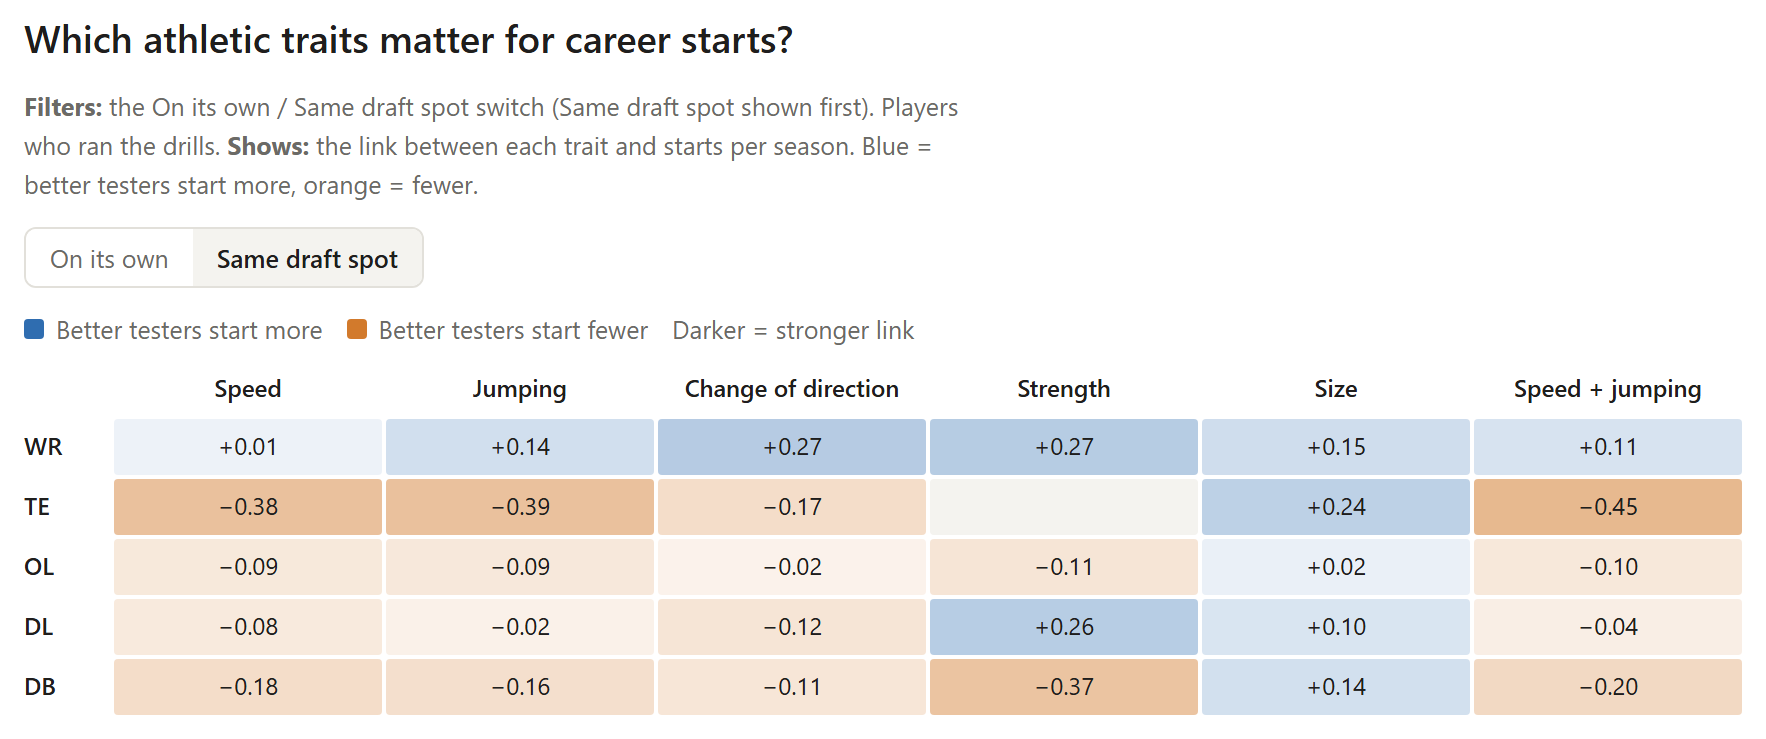 Which athletic traits matter for career starts?
Filters: the On its own / Same draft spot switch (Same draft spot shown first). Players
who ran the drills. Shows: the link between each trait and starts per season. Blue =
better testers start more, orange = fewer.
On its own Same draft spot
Better testers start more Better testers start fewer Darker = stronger link
Speed Jumping Change of direction Strength Size Speed + jumping
WR +0.01 +0.14 +0.27 +0.27 +0.15 +0.11
TE −0.38 −0.39 −0.17 +0.24 −0.45
OL −0.09 −0.09 −0.02 −0.11 +0.02 −0.10
DL −0.08 −0.02 −0.12 +0.26 +0.10 −0.04
DB −0.18 −0.16 −0.11 −0.37 +0.14 −0.20